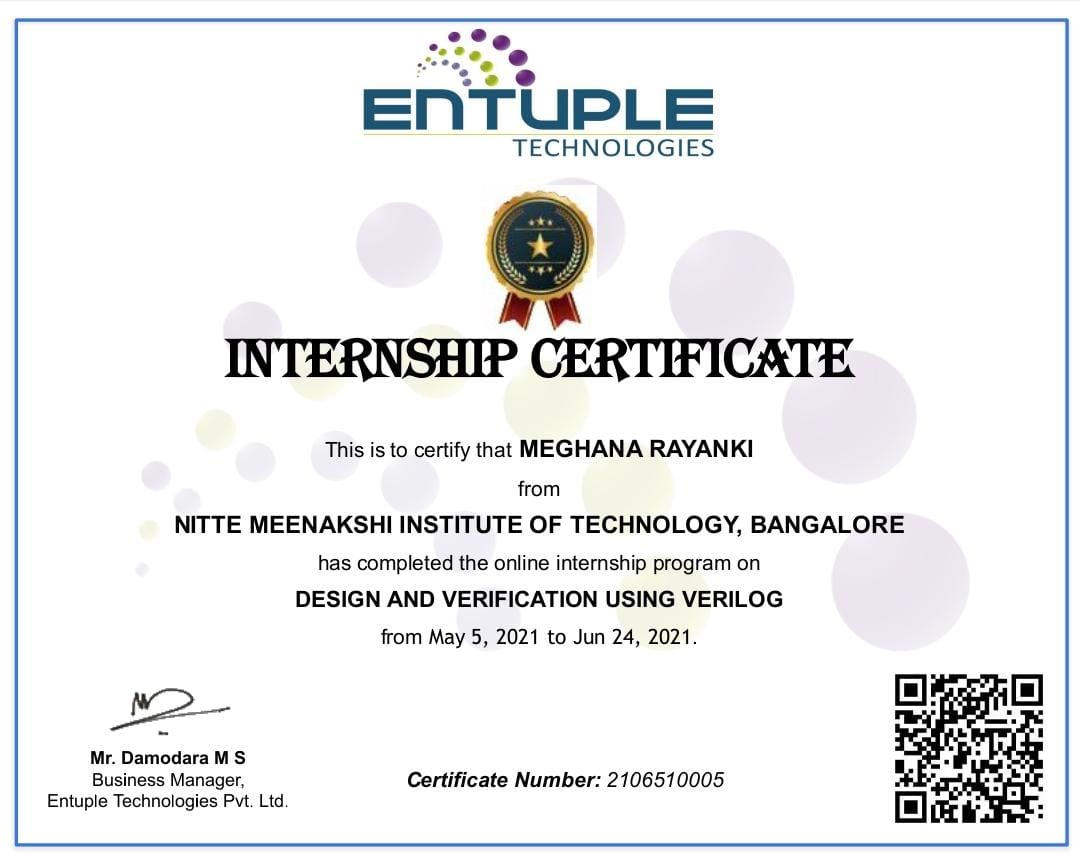 ENTUPLE
TECHNOLOGIES
INTERNSHIP CERTIFICATE
This is to certify that MEGHANA RAYANKI
from
NITTE MEENAKSHI INSTITUTE OF TECHNOLOGY, BANGALORE
has completed the online internship program on
DESIGN AND VERIFICATION USING VERILOG
from May 5, 2021 to Jun 24, 2021.
Mr. Damodara M S
Business Manager,
Entuple Technologies Pvt. Ltd.
Certificate Number: 2106510005